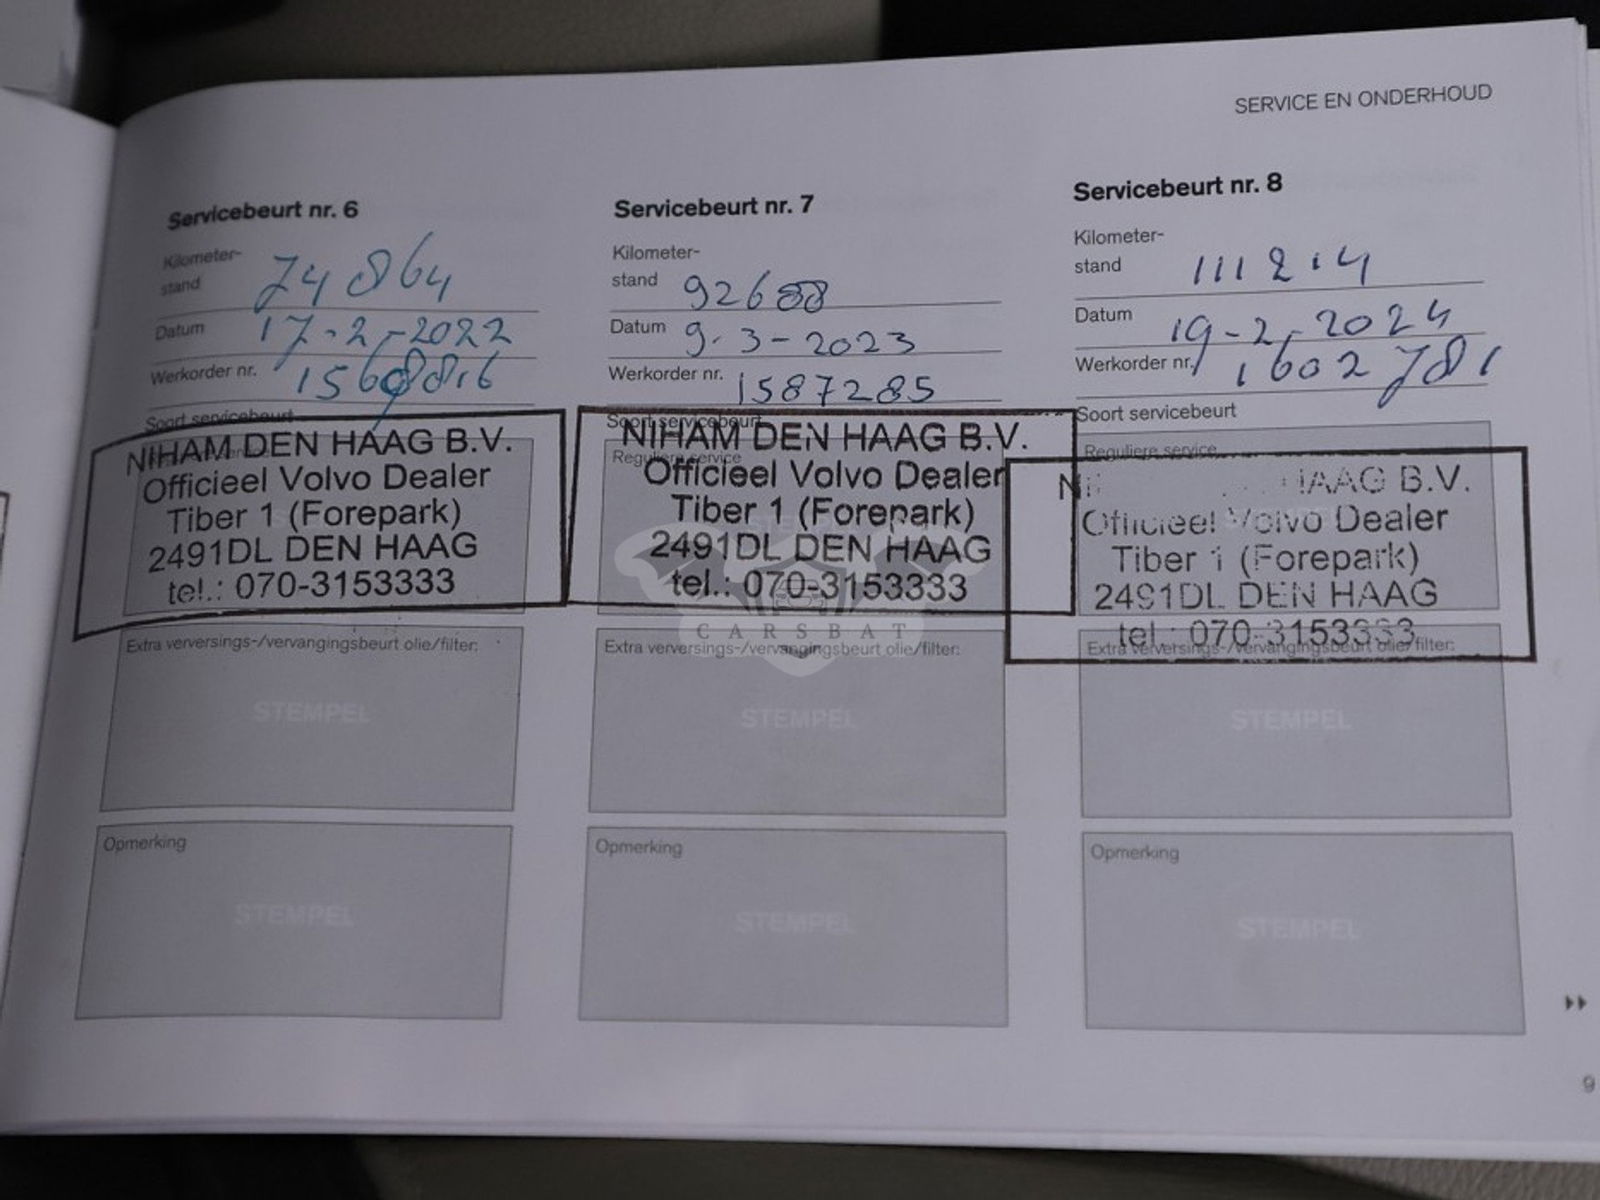 SERVICE EN ONDERHOUD
Servicebeurt nr. 6
Kilometer-
stand 74864
Datum 17-2-2022
Werkorder nr.
Soort servicebeurt
NIHAM DEN HAAG B.V.
Officieel Volvo Dealer
Tiber 1 (Forepark)
2491DL DEN HAAG
tel.: 070-3153333
Extra verversings-/vervangingsbeurt olie/filter:
STEMPEL
Opmerking
STEMPEL
Servicebeurt nr. 7
Kilometer-
stand 92688
Datum 9-3-2023
Werkorder nr. 1587285
Soort servicebeurt
Reguliere service
NIHAM DEN HAAG B.V.
Officieel Volvo Dealer
Tiber 1 (Forepark)
2491DL DEN HAAG
tel.: 070-3153333
CARSBAT
Extra verversings-/vervangingsbeurt olie/filter:
STEMPEL
Opmerking
STEMPEL
Servicebeurt nr. 8
Kilometer-
stand 111214
Datum 19-2-2024
Werkorder nr. 1602781
Soort servicebeurt
Reguliere service
HAAG B.V.
Officieel Volvo Dealer
Tiber 1 (Forepark)
2491DL DEN HAAG
tel.: 070-3153333
Extra verversings-/vervangingsbeurt olie/filter:
STEMPEL
Opmerking
STEMPEL
9